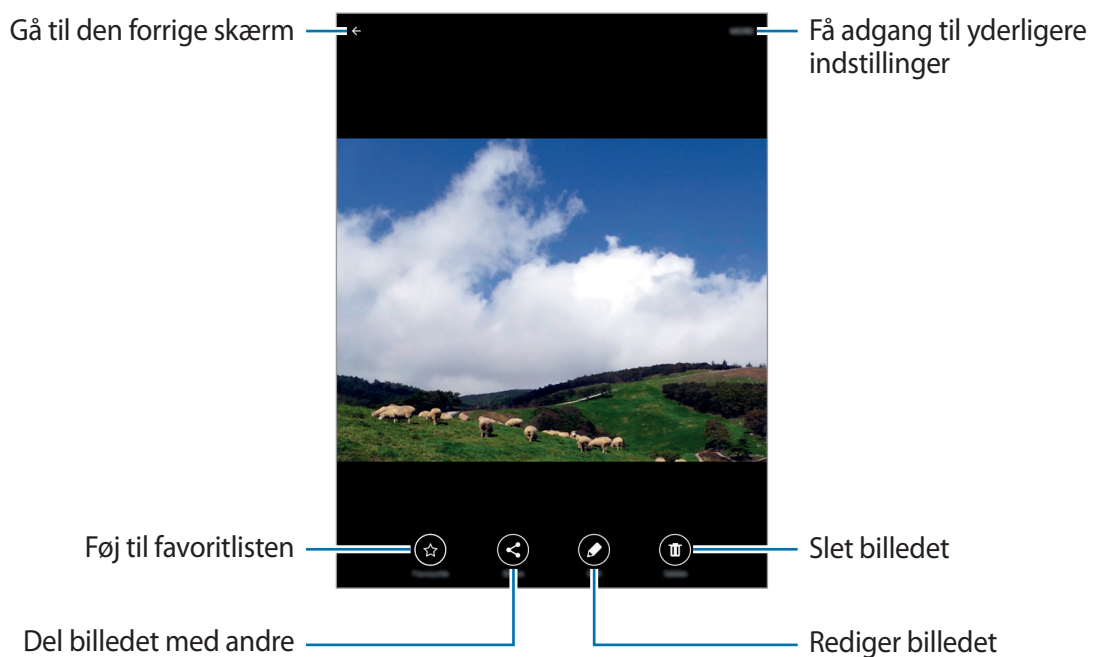 Gå til den forrige skærm
Få adgang til yderligere
indstillinger
Føj til favoritlisten
Slet billedet
Del billedet med andre
Rediger billedet